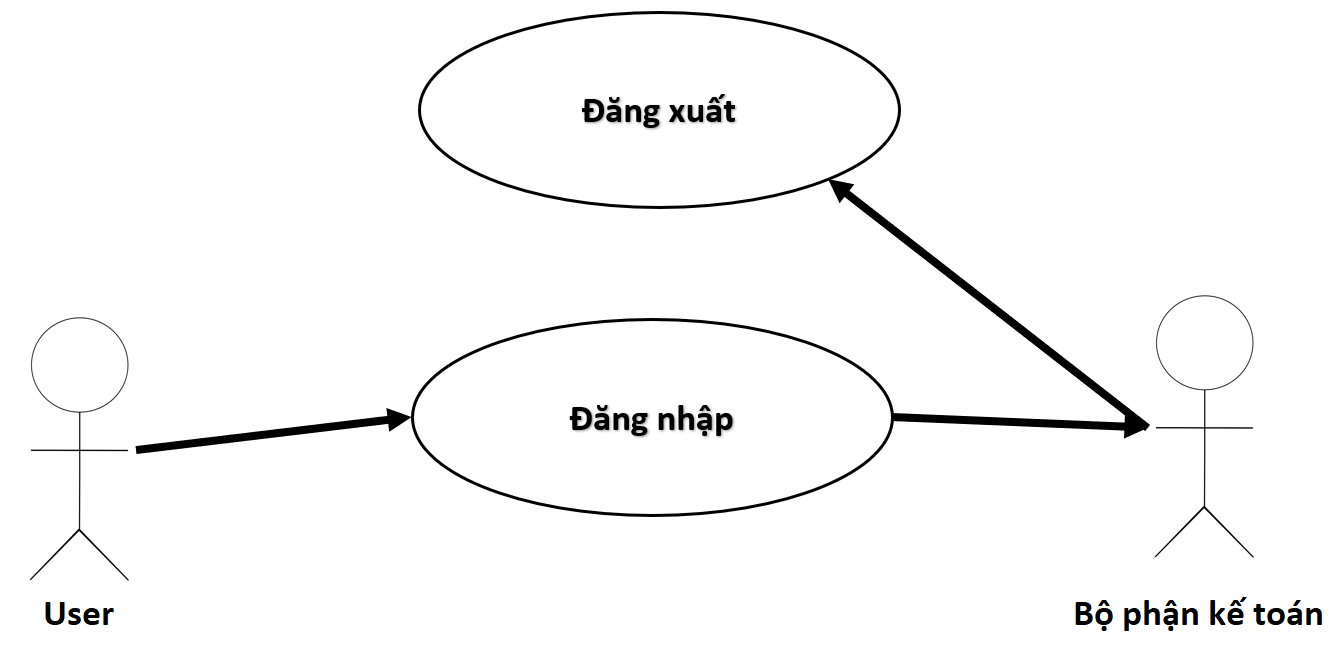 Đăng xuất
Đăng nhập
User
Bộ phận kế toán